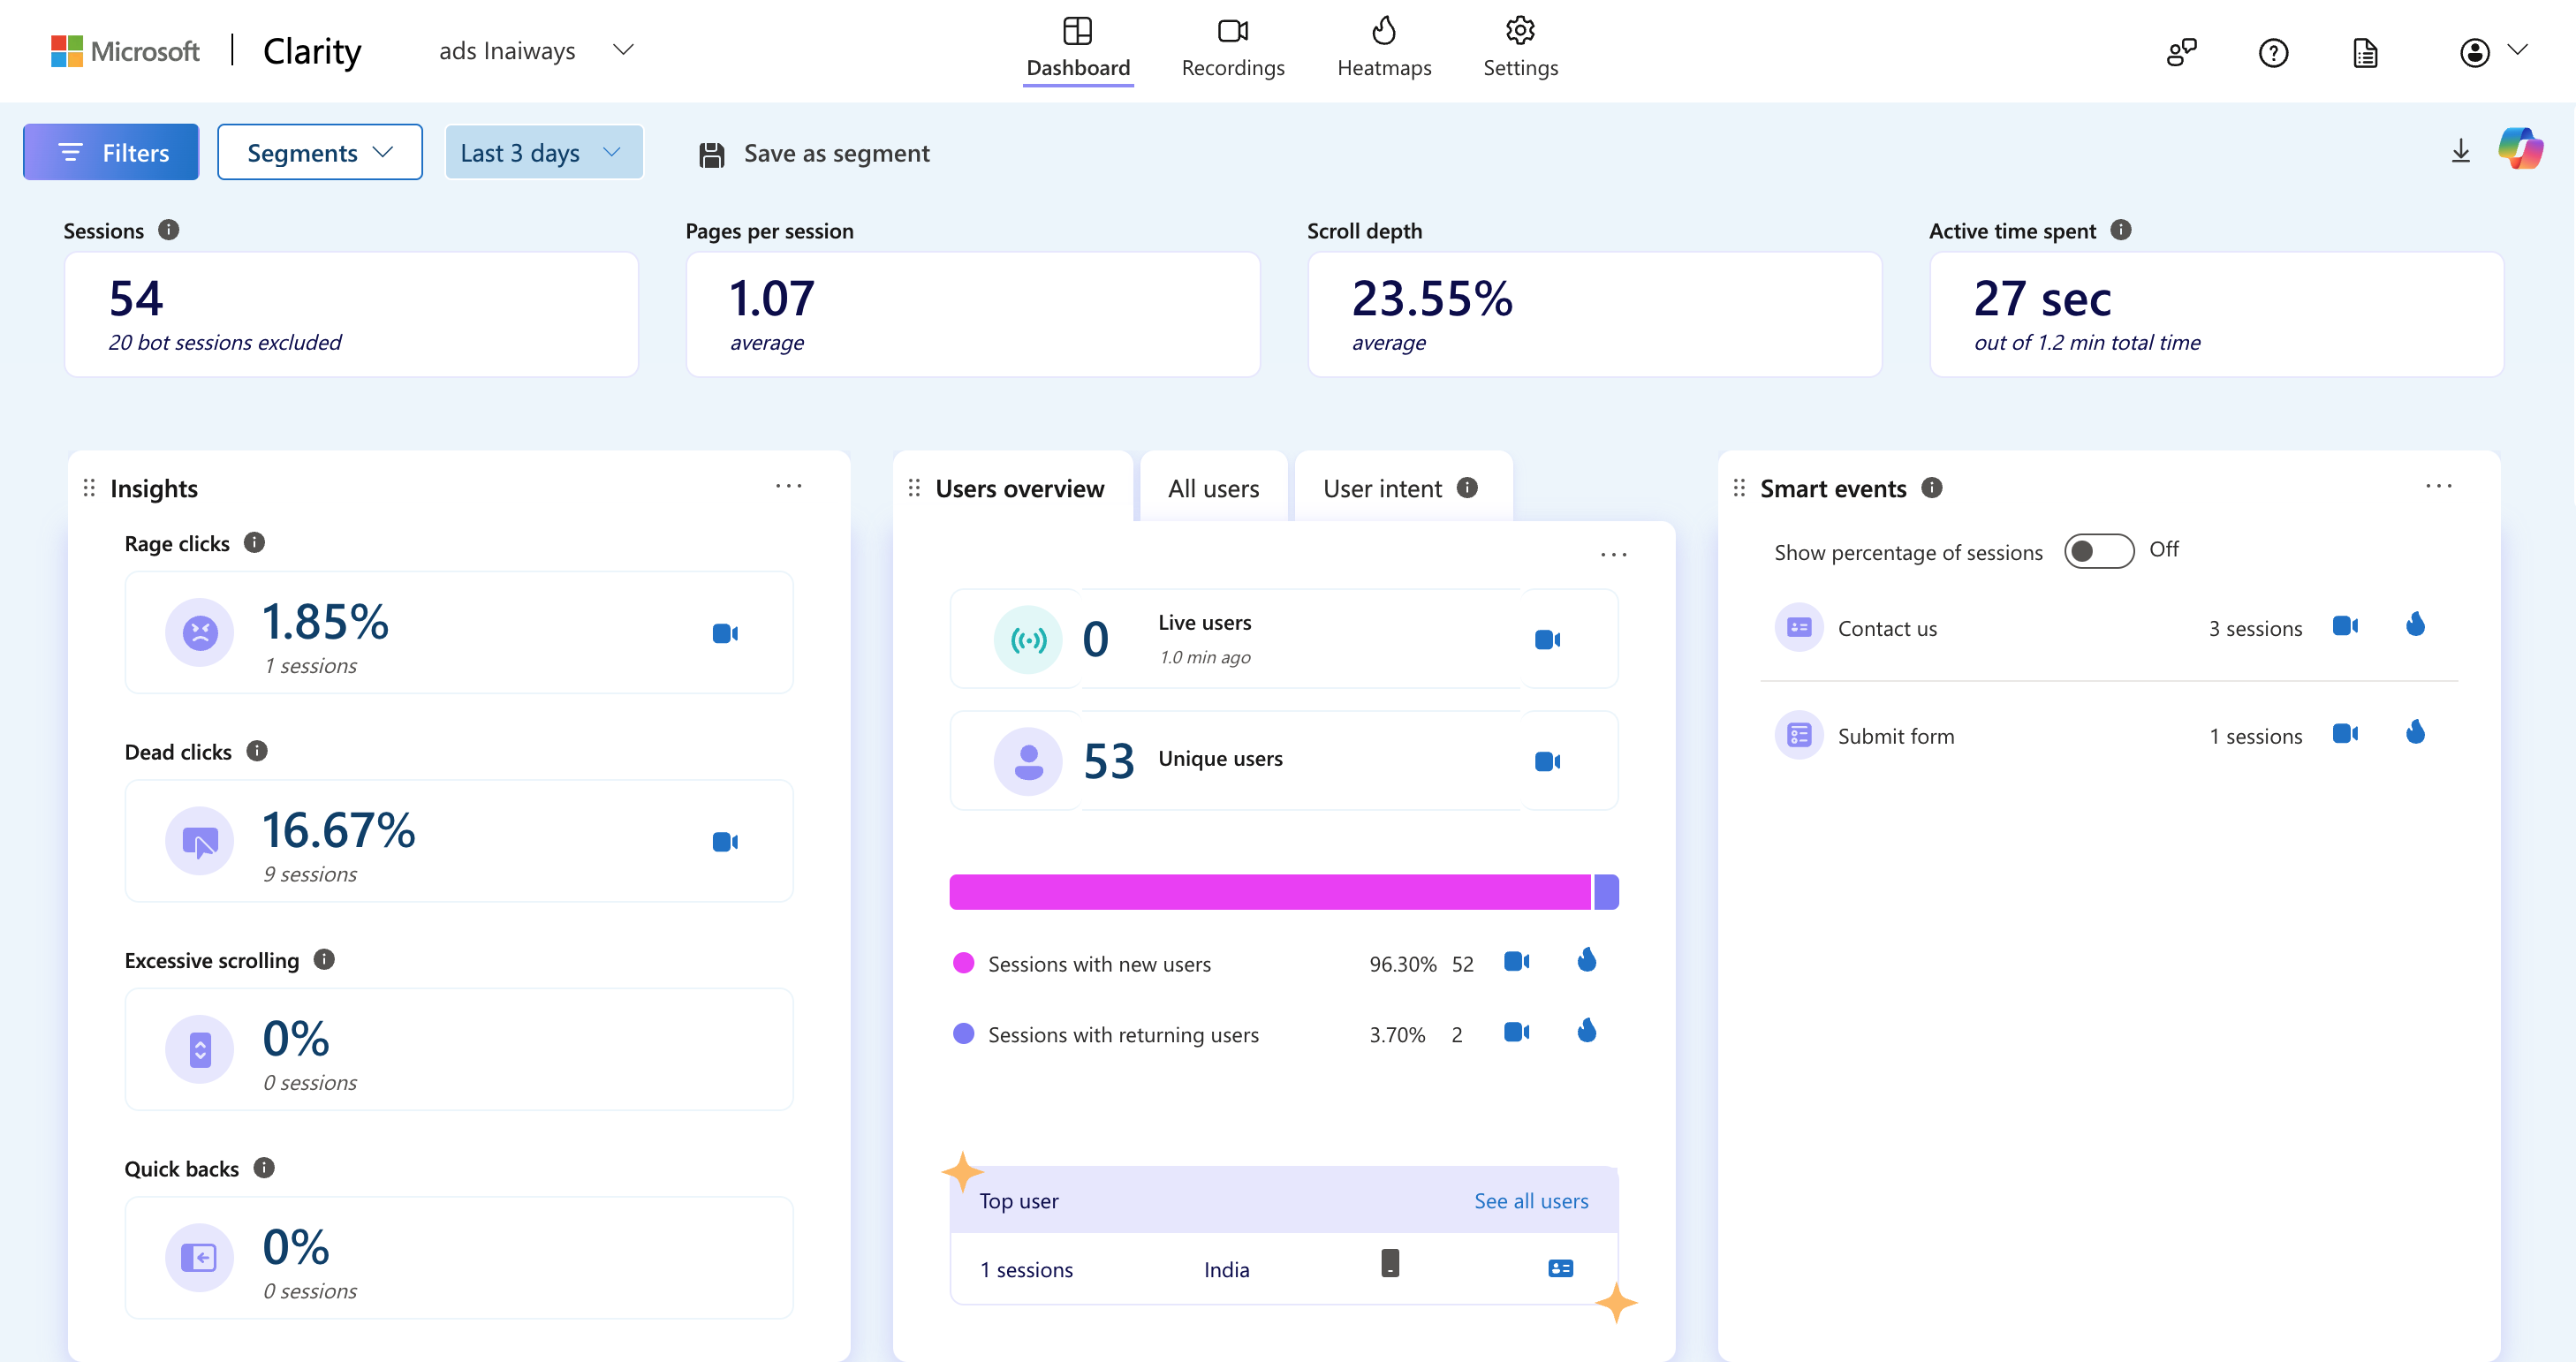 Microsoft | Clarity
ads Inaiways
Dashboard
Recordings
Heatmaps
Settings
Filters
Segments
Last 3 days
Save as segment
Sessions
54
20 bot sessions excluded
Pages per session
1.07
average
Scroll depth
23.55%
average
Active time spent
27 sec
out of 1.2 min total time
Insights
Rage clicks
1.85%
1 sessions
Dead clicks
16.67%
9 sessions
Excessive scrolling
0%
0 sessions
Quick backs
0%
0 sessions
Users overview
All users
User intent
0
Live users
1.0 min ago
53
Unique users
Sessions with new users 96.30% 52
Sessions with returning users 3.70% 2
Top user
See all users
1 sessions
India
Smart events
Show percentage of sessions
Off
Contact us
3 sessions
Submit form
1 sessions